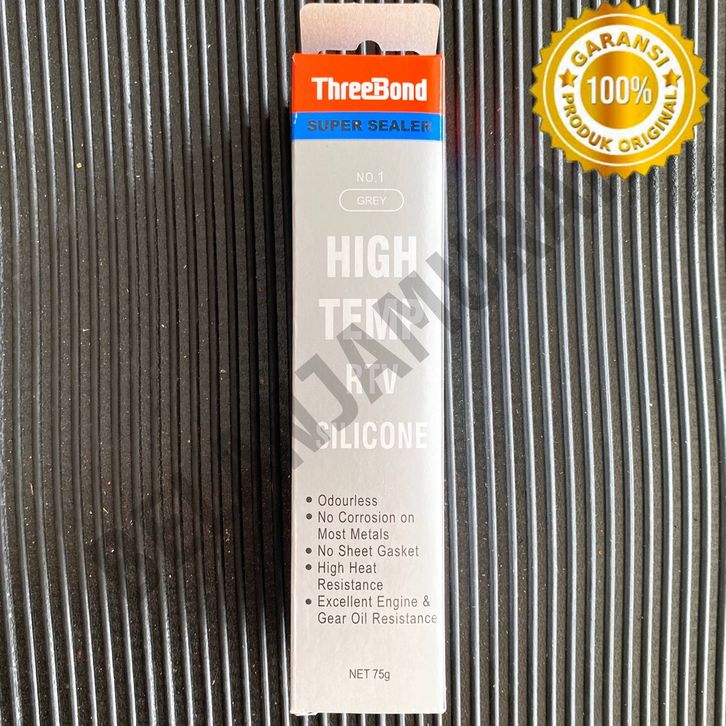 ThreeBond
SUPER SEALER
NO.1
GREY
HIGH
TEMP
RTV
SILICONE
• Odourless
• No Corrosion on
Most Metals
• No Sheet Gasket
• High Heat
Resistance
• Excellent Engine &
Gear Oil Resistance
NET 75g
GARANSI
100%
PRODUK ORIGINAL